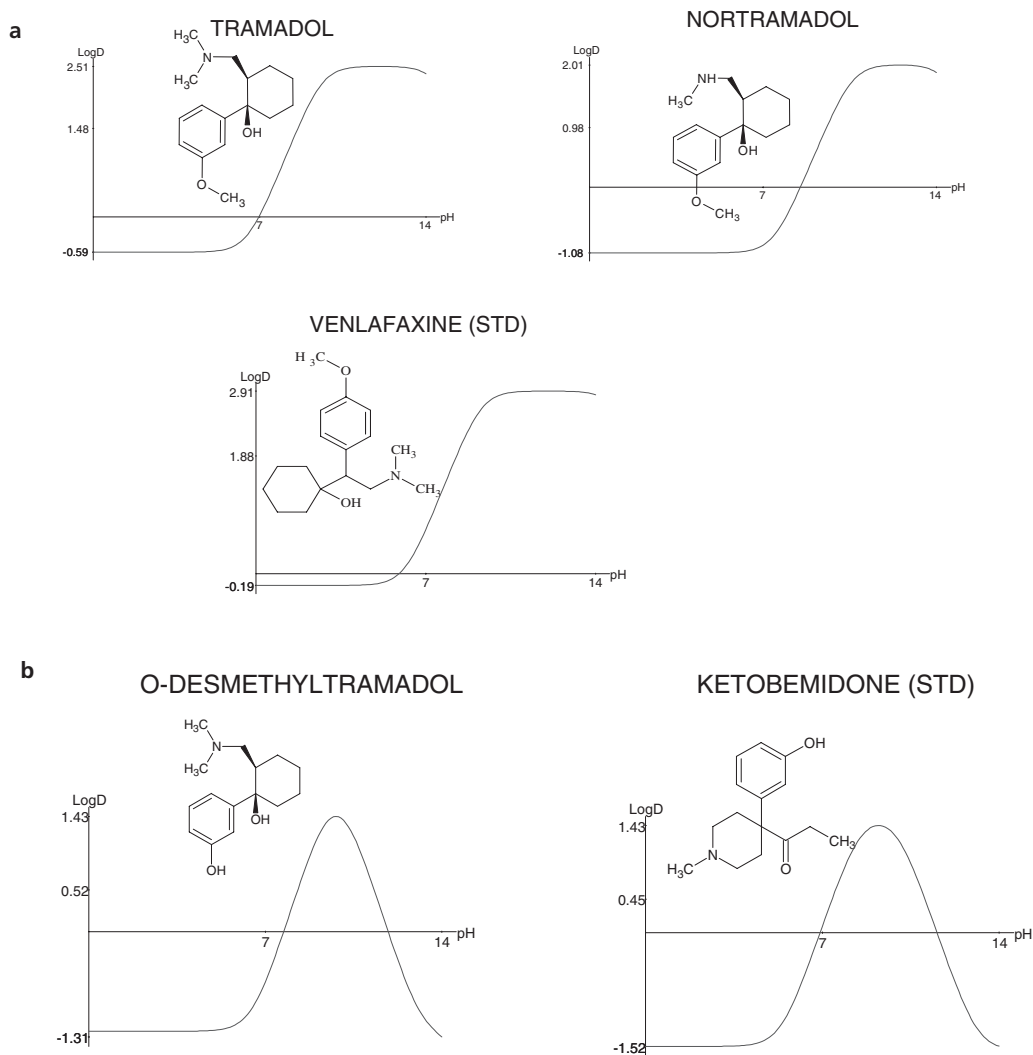 a
TRAMADOL
LogD
2.51
1.48
-0.59
7
14
pH
H₃C
N
H₃C
OH
O
CH₃
NORTRAMADOL
LogD
2.01
0.98
-1.08
7
14
pH
NH
H₃C
OH
O
CH₃
VENLAFAXINE (STD)
LogD
2.91
1.88
-0.19
7
14
pH
H ₃C
O
CH₃
N
CH₃
OH
b
O-DESMETHYLTRAMADOL
LogD
1.43
0.52
-1.31
7
14
pH
H₃C
N
H₃C
OH
OH
KETOBEMIDONE (STD)
LogD
1.43
0.45
-1.52
7
14
pH
OH
CH₃
N
H₃C
O